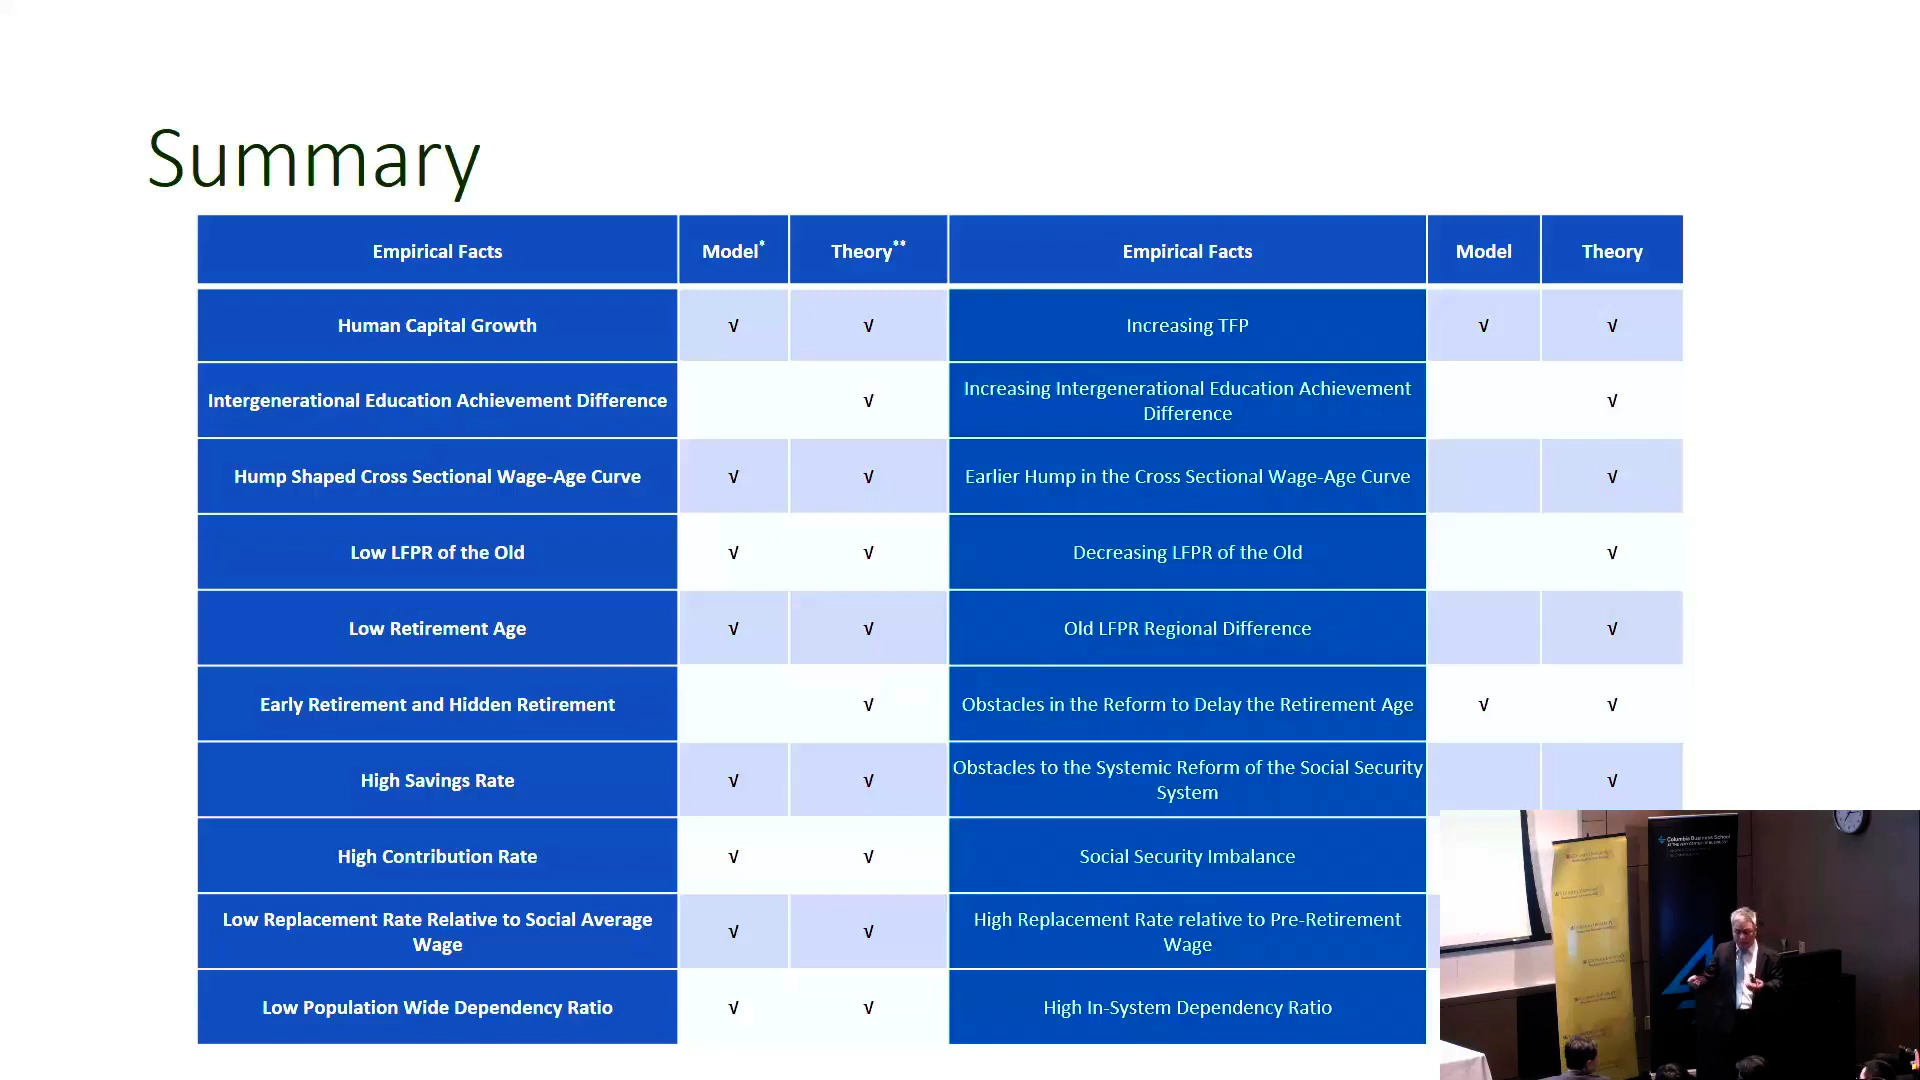 Summary
Empirical Facts Model* Theory** Empirical Facts Model Theory
Human Capital Growth √ √ Increasing TFP √ √
Intergenerational Education Achievement Difference √ Increasing Intergenerational Education Achievement Difference √
Hump Shaped Cross Sectional Wage-Age Curve √ √ Earlier Hump in the Cross Sectional Wage-Age Curve √
Low LFPR of the Old √ √ Decreasing LFPR of the Old √
Low Retirement Age √ √ Old LFPR Regional Difference √
Early Retirement and Hidden Retirement √ Obstacles in the Reform to Delay the Retirement Age √ √
High Savings Rate √ √ Obstacles to the Systemic Reform of the Social Security System √
High Contribution Rate √ √ Social Security Imbalance
Low Replacement Rate Relative to Social Average Wage √ √ High Replacement Rate relative to Pre-Retirement Wage
Low Population Wide Dependency Ratio √ √ High In-System Dependency Ratio
Columbia Business School